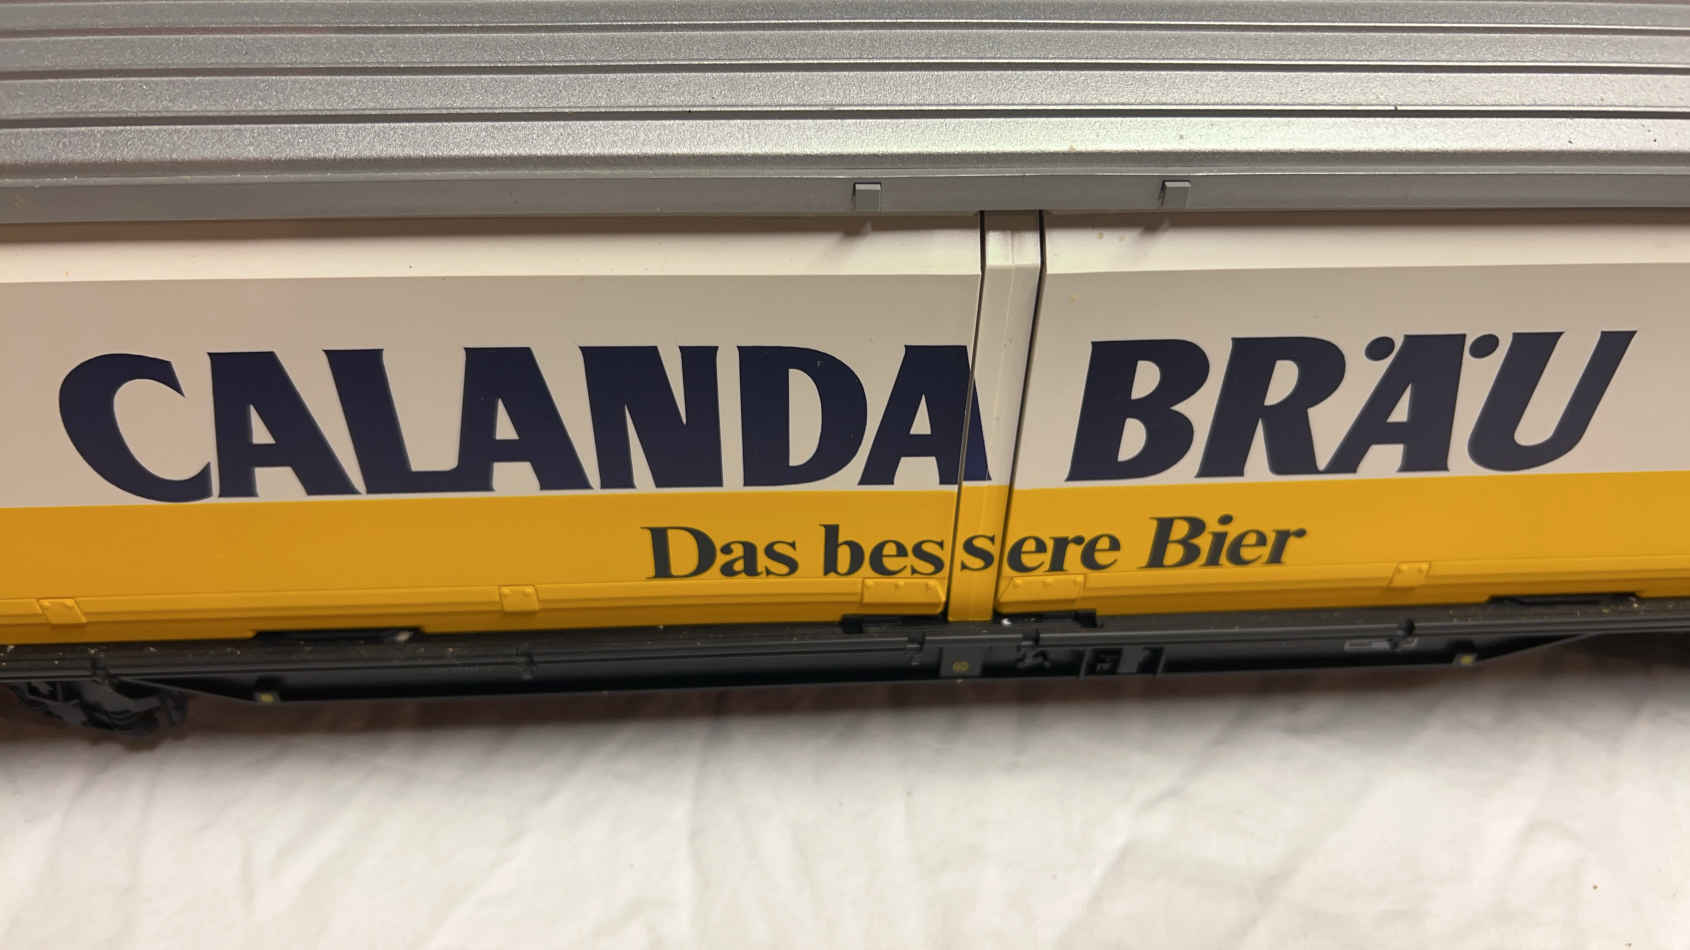 CALANDA BRÄU
Das bessere Bier